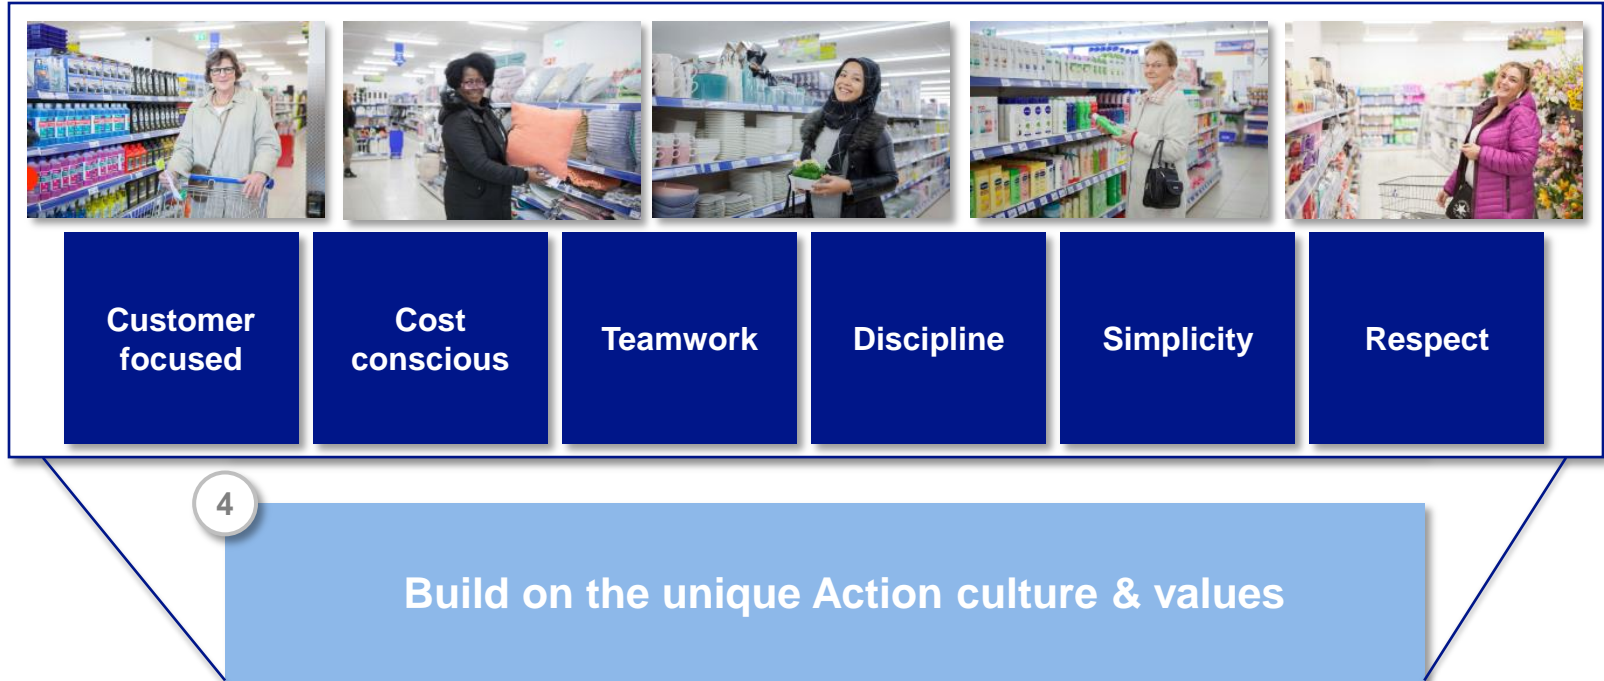 Customer
focused
Cost
conscious
Teamwork
Discipline
Simplicity
Respect
4
Build on the unique Action culture & values